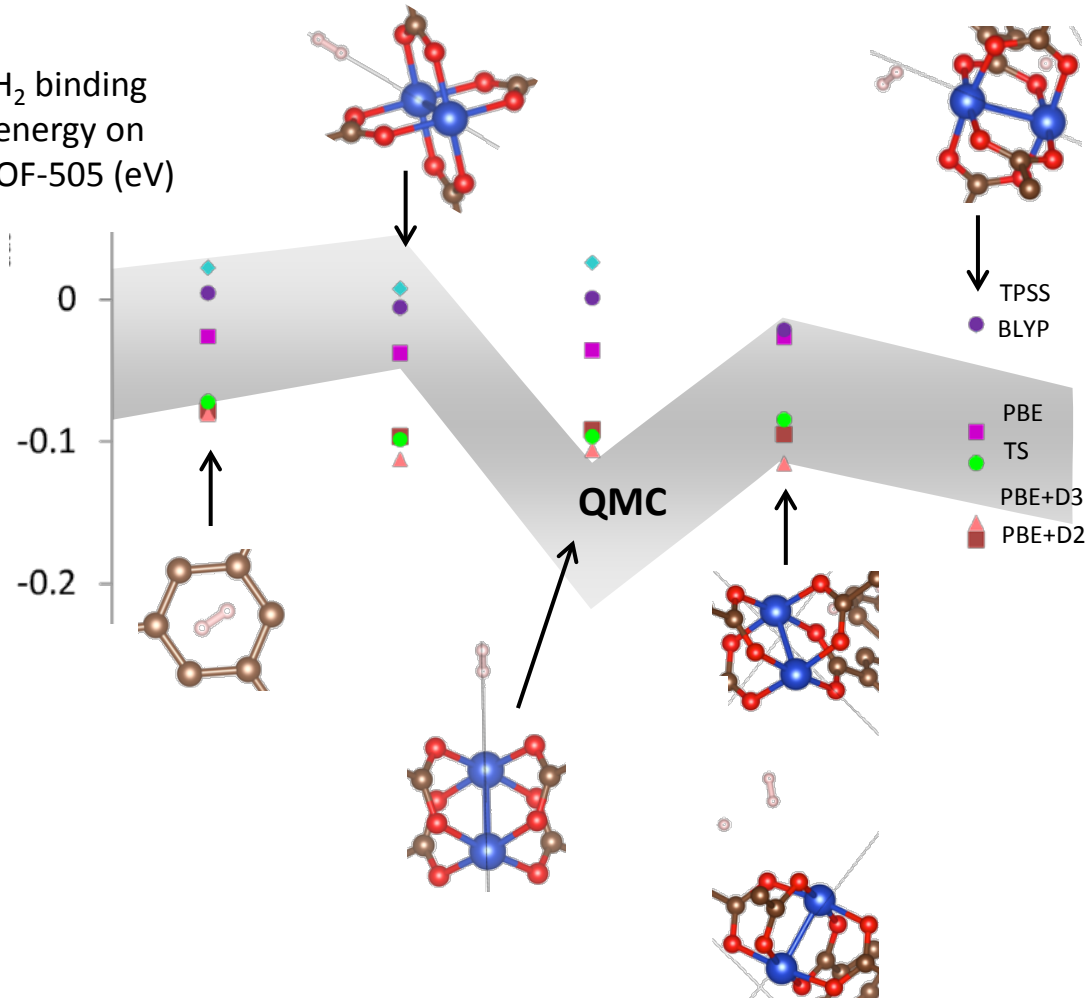 H₂ binding
energy on
OF-505 (eV)
0
-0.1
-0.2
QMC
TPSS
BLYP
PBE
TS
PBE+D3
PBE+D2